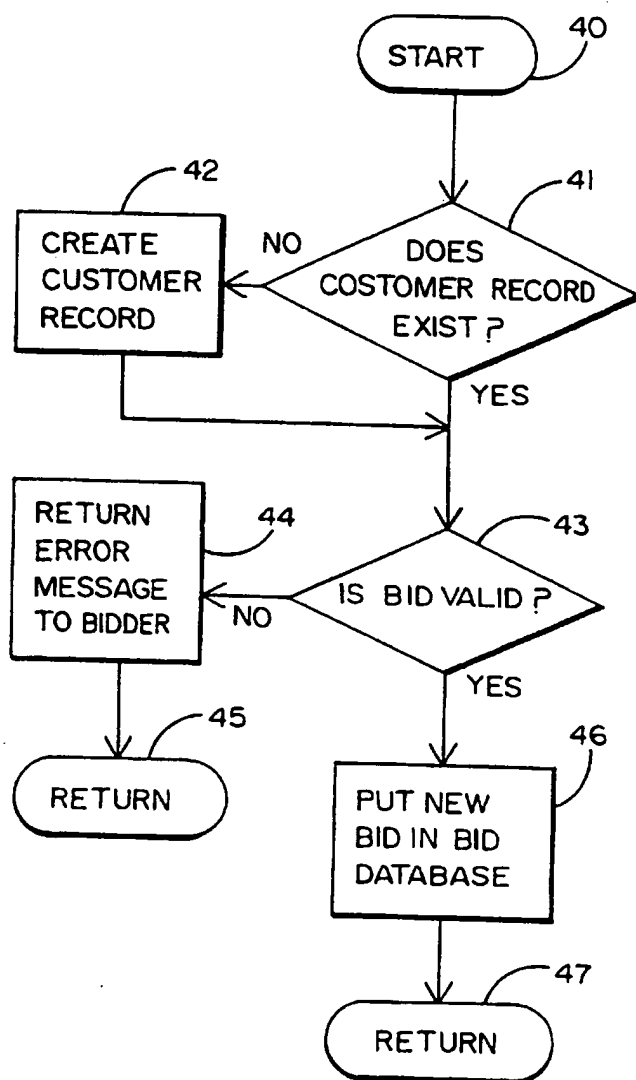 START
40
42
41
CREATE
CUSTOMER
RECORD
NO
DOES
COSTOMER RECORD
EXIST?
YES
RETURN
ERROR
MESSAGE
TO BIDDER
44
NO
43
IS BID VALID?
YES
45
RETURN
46
PUT NEW
BID IN BID
DATABASE
47
RETURN